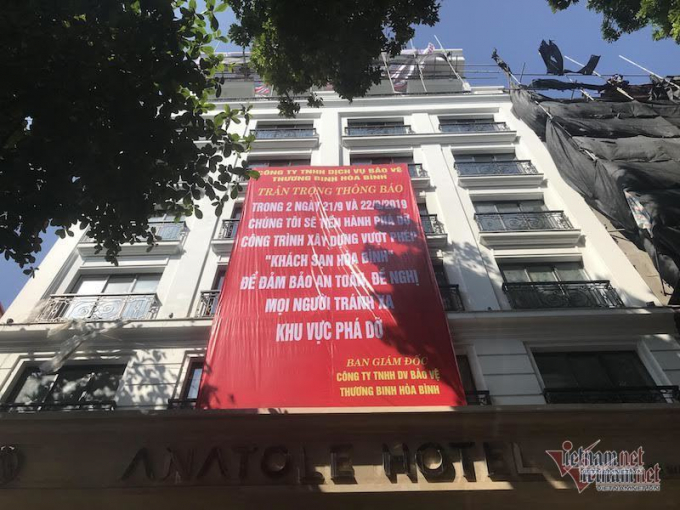 CÔNG TY TNHH DỊCH VỤ BẢO VỆ
THƯƠNG BINH HÒA BÌNH
TRÂN TRỌNG THÔNG BÁO
TRONG 2 NGÀY 21/9 VÀ 22/9/2019
CHÚNG TÔI SẼ TIẾN HÀNH PHÁ DỠ
CÔNG TRÌNH XÂY DỰNG VƯỢT PHÉP
"KHÁCH SẠN HÒA BÌNH"
ĐỂ ĐẢM BẢO AN TOÀN, ĐỀ NGHỊ
MỌI NGƯỜI TRÁNH XA
KHU VỰC PHÁ DỠ
BAN GIÁM ĐỐC
CÔNG TY TNHH DV BẢO VỆ
THƯƠNG BINH HÒA BÌNH
ANATOLE HOTEL
Vietnamnet
vietnamnet
VIETNAMNET.VN